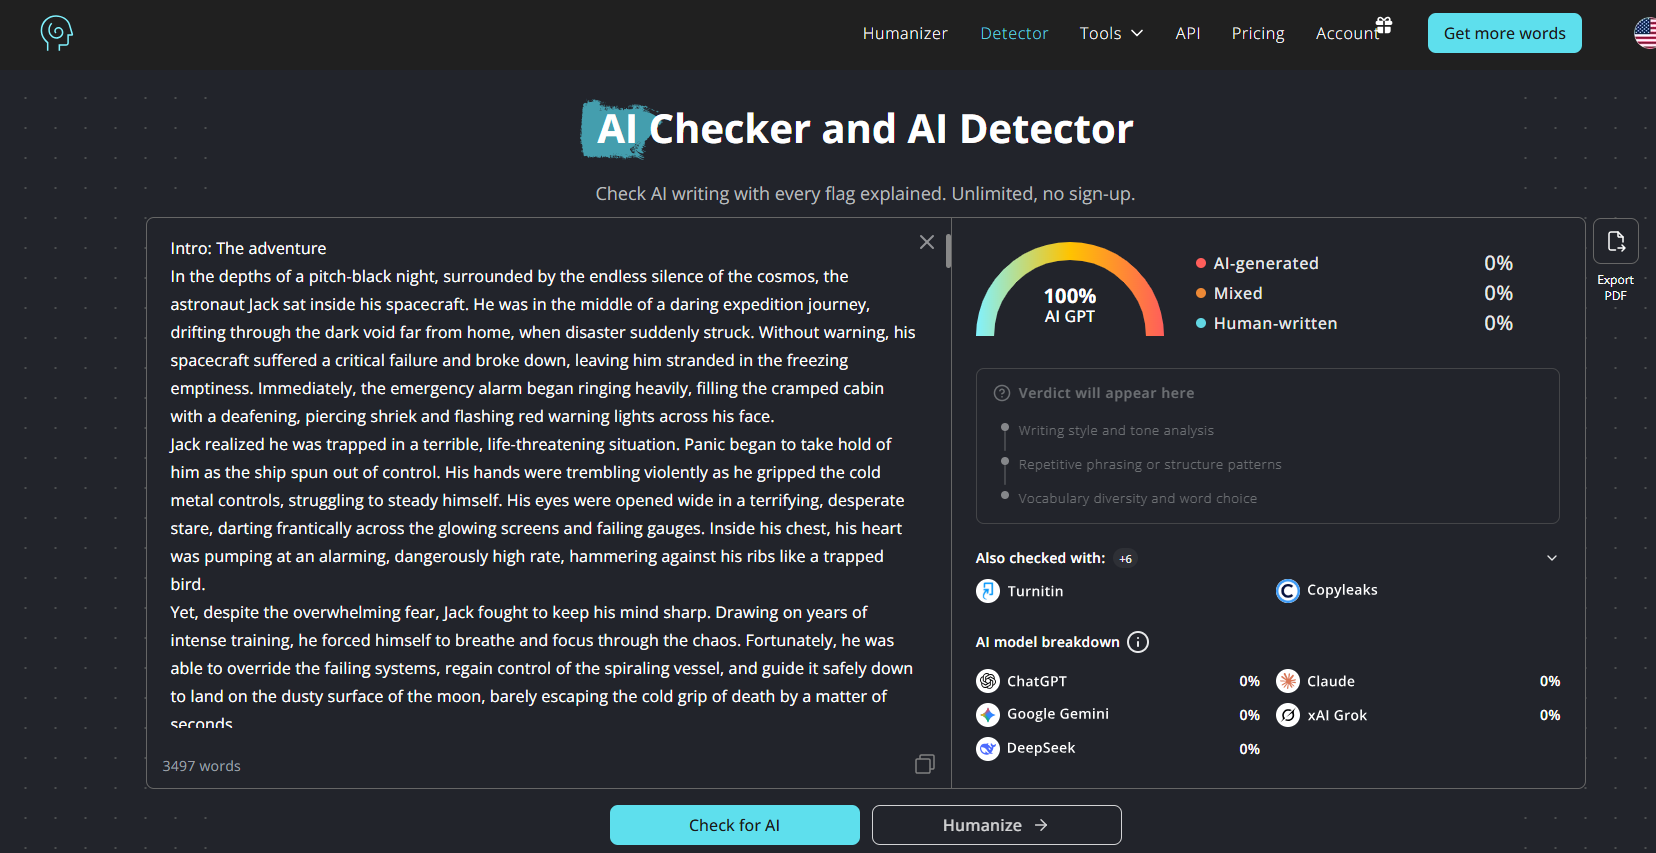 Humanizer
Detector
Tools
API
Pricing
Account
Get more words
AI Checker and AI Detector
Check AI writing with every flag explained. Unlimited, no sign-up.
Intro: The adventure
In the depths of a pitch-black night, surrounded by the endless silence of the cosmos, the
astronaut Jack sat inside his spacecraft. He was in the middle of a daring expedition journey,
drifting through the dark void far from home, when disaster suddenly struck. Without warning, his
spacecraft suffered a critical failure and broke down, leaving him stranded in the freezing
emptiness. Immediately, the emergency alarm began ringing heavily, filling the cramped cabin
with a deafening, piercing shriek and flashing red warning lights across his face.
Jack realized he was trapped in a terrible, life-threatening situation. Panic began to take hold of
him as the ship spun out of control. His hands were trembling violently as he gripped the cold
metal controls, struggling to steady himself. His eyes were opened wide in a terrifying, desperate
stare, darting frantically across the glowing screens and failing gauges. Inside his chest, his heart
was pumping at an alarming, dangerously high rate, hammering against his ribs like a trapped
bird.
Yet, despite the overwhelming fear, Jack fought to keep his mind sharp. Drawing on years of
intense training, he forced himself to breathe and focus through the chaos. Fortunately, he was
able to override the failing systems, regain control of the spiraling vessel, and guide it safely down
to land on the dusty surface of the moon, barely escaping the cold grip of death by a matter of
seconds.
3497 words
100%
AI GPT
AI-generated 0%
Mixed 0%
Human-written 0%
Export
PDF
Verdict will appear here
Writing style and tone analysis
Repetitive phrasing or structure patterns
Vocabulary diversity and word choice
Also checked with: +6
Turnitin
Copyleaks
AI model breakdown
ChatGPT 0%
Claude 0%
Google Gemini 0%
xAI Grok 0%
DeepSeek 0%
Check for AI
Humanize